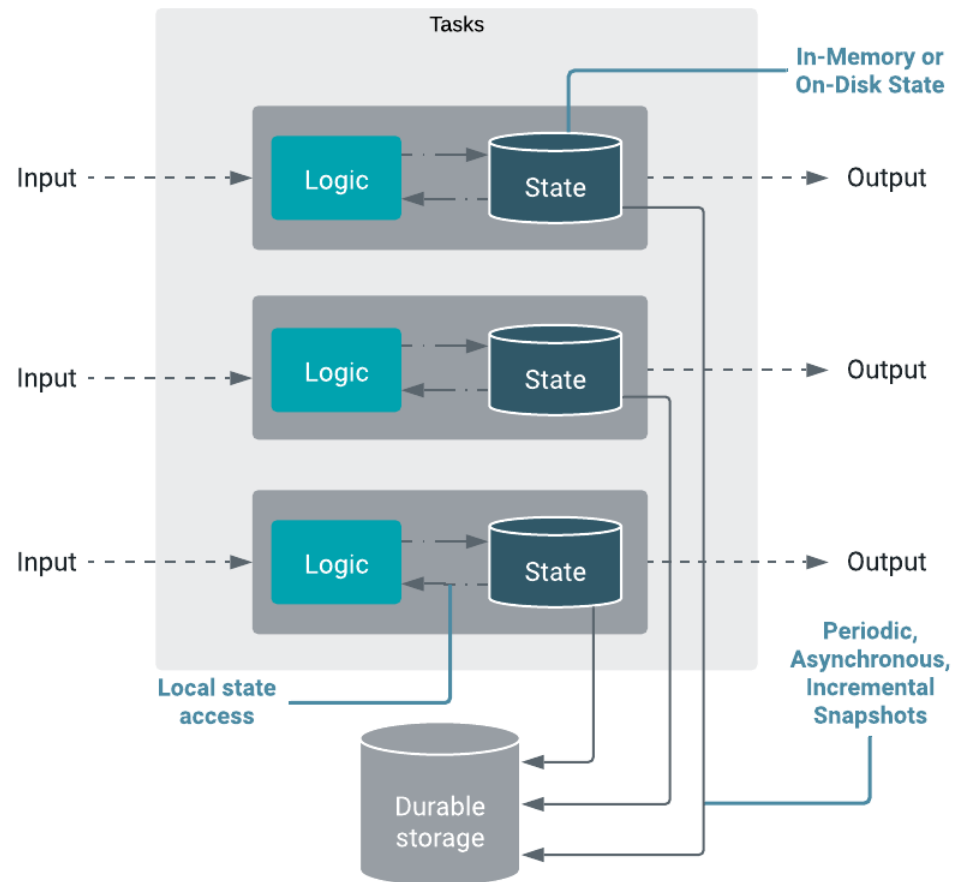 Tasks
In-Memory or
On-Disk State
Input
Logic
State
Output
Input
Logic
State
Output
Input
Logic
State
Output
Local state
access
Periodic,
Asynchronous,
Incremental
Snapshots
Durable
storage